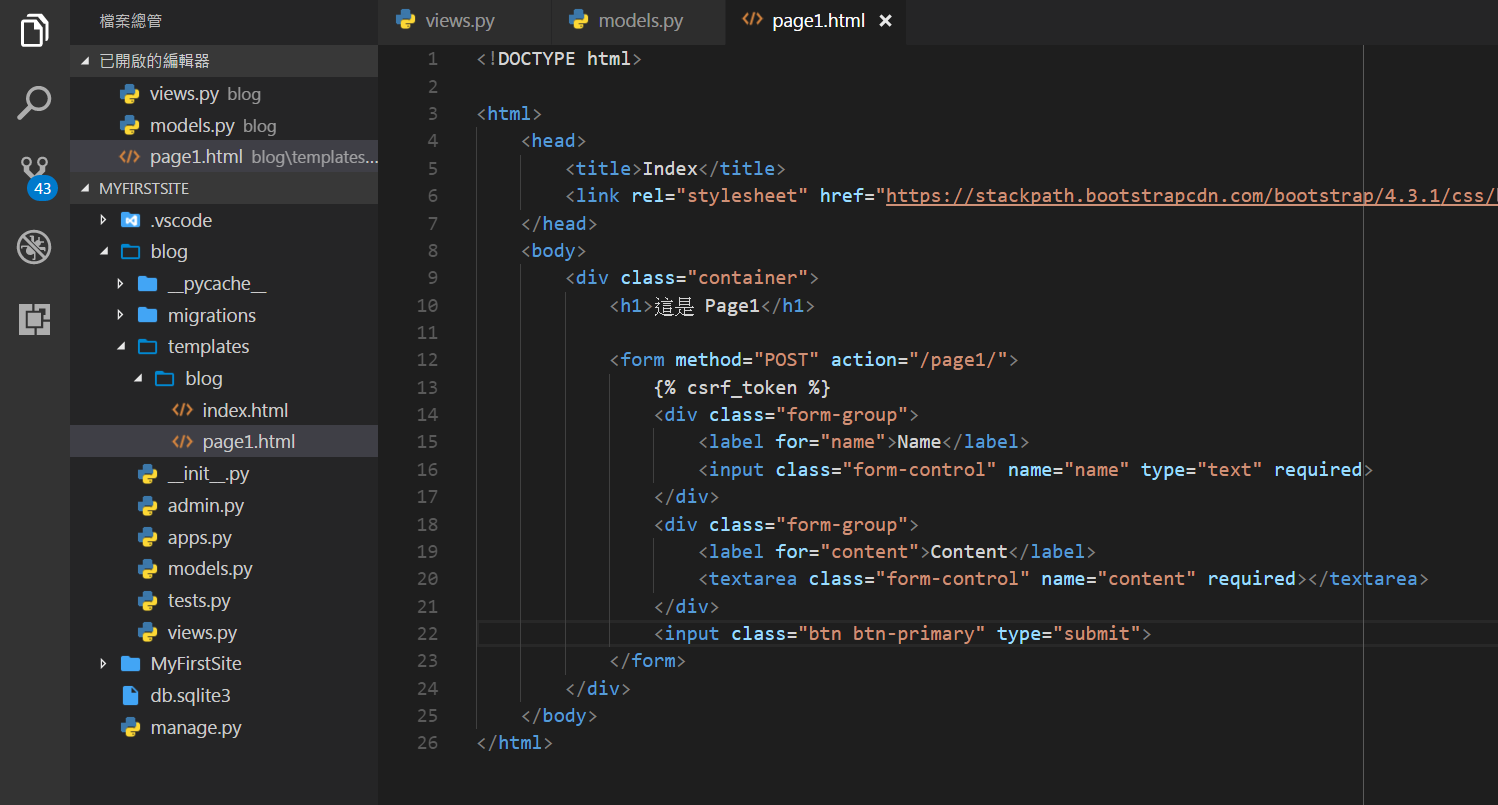 檔案總管
已開啟的編輯器
views.py blog
models.py blog
page1.html blog\templates...
43
MYFIRSTSITE
.vscode
blog
__pycache__
migrations
templates
blog
index.html
page1.html
__init__.py
admin.py
apps.py
models.py
tests.py
views.py
MyFirstSite
db.sqlite3
manage.py
views.py models.py page1.html
1 <!DOCTYPE html>
2
3 <html>
4 <head>
5 <title>Index</title>
6 <link rel="stylesheet" href="https://stackpath.bootstrapcdn.com/bootstrap/4.3.1/css/
7 </head>
8 <body>
9 <div class="container">
10 <h1>這是 Page1</h1>
11
12 <form method="POST" action="/page1/">
13 {% csrf_token %}
14 <div class="form-group">
15 <label for="name">Name</label>
16 <input class="form-control" name="name" type="text" required>
17 </div>
18 <div class="form-group">
19 <label for="content">Content</label>
20 <textarea class="form-control" name="content" required></textarea>
21 </div>
22 <input class="btn btn-primary" type="submit">
23 </form>
24 </div>
25 </body>
26 </html>